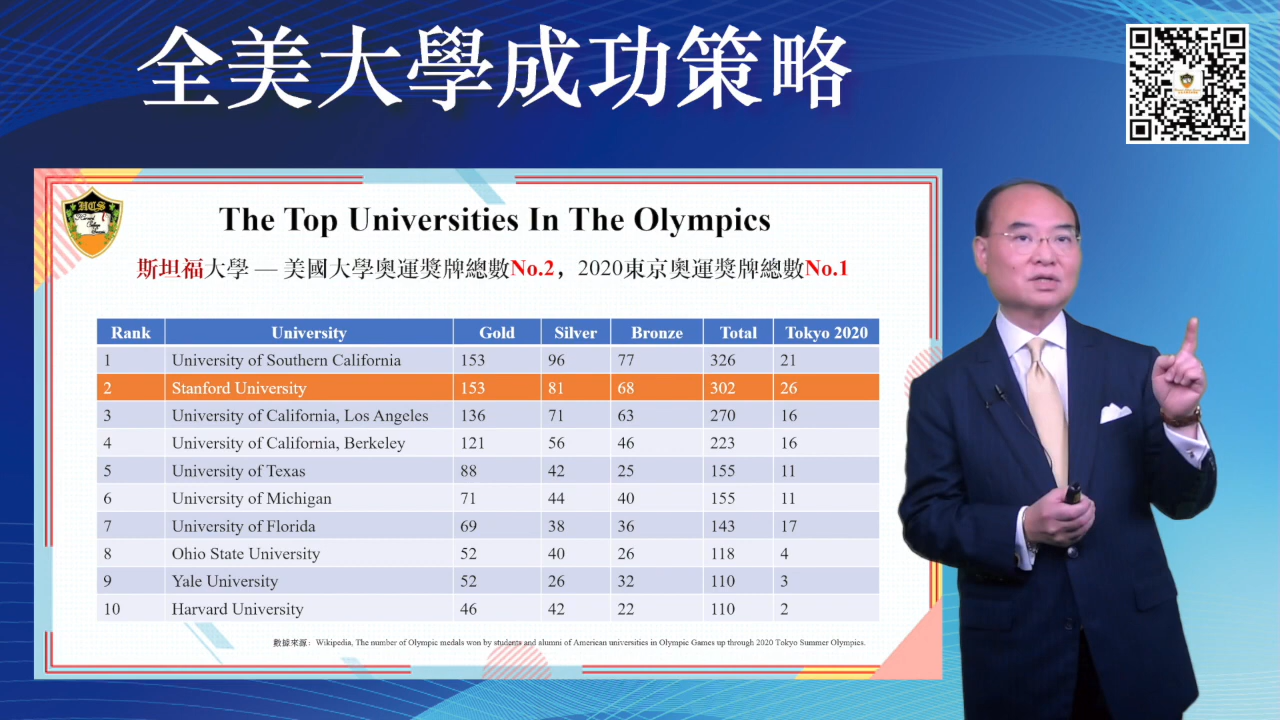 全美大學成功策略
HCS
The Top Universities In The Olympics
斯坦福大學 — 美國大學奧運獎牌總數No.2，2020東京奧運獎牌總數No.1
Rank University Gold Silver Bronze Total Tokyo 2020
1 University of Southern California 153 96 77 326 21
2 Stanford University 153 81 68 302 26
3 University of California, Los Angeles 136 71 63 270 16
4 University of California, Berkeley 121 56 46 223 16
5 University of Texas 88 42 25 155 11
6 University of Michigan 71 44 40 155 11
7 University of Florida 69 38 36 143 17
8 Ohio State University 52 40 26 118 4
9 Yale University 52 26 32 110 3
10 Harvard University 46 42 22 110 2
數據來源：Wikipedia, The number of Olympic medals won by students and alumni of American universities in Olympic Games up through 2020 Tokyo Summer Olympics.